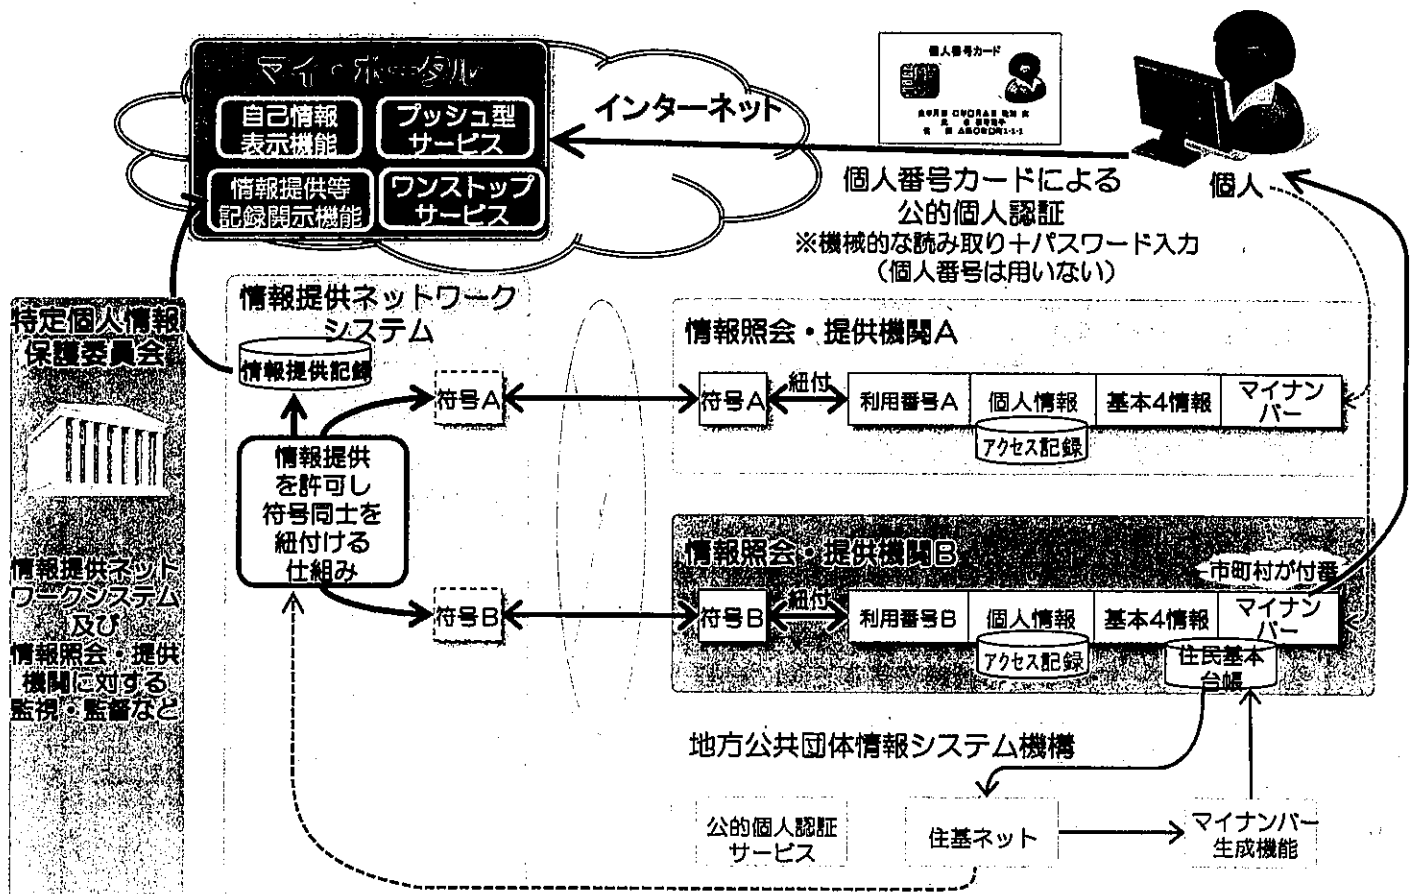 マイ・ポータル
自己情報
表示機能
プッシュ型
サービス
情報提供等
記録開示機能
ワンストップ
サービス
インターネット
個人番号カード
個人
個人番号カードによる
公的個人認証
※機械的な読み取り+パスワード入力
(個人番号は用いない)
特定個人情報
保護委員会
情報提供ネット
ワークシステム
及び
情報照会・提供
機関に対する
監視・監督など
情報提供ネットワーク
システム
情報提供記録
符号A
情報提供
を許可し
符号同士を
紐付ける
仕組み
符号B
情報照会・提供機関A
符号A
紐付
利用番号A
個人情報
基本4情報
マイナン
バー
アクセス記録
情報照会・提供機関B
市町村が付番
符号B
紐付
利用番号B
個人情報
基本4情報
マイナン
バー
アクセス記録
住民基本
台帳
地方公共団体情報システム機構
公的個人認証
サービス
住基ネット
マイナンバー
生成機能